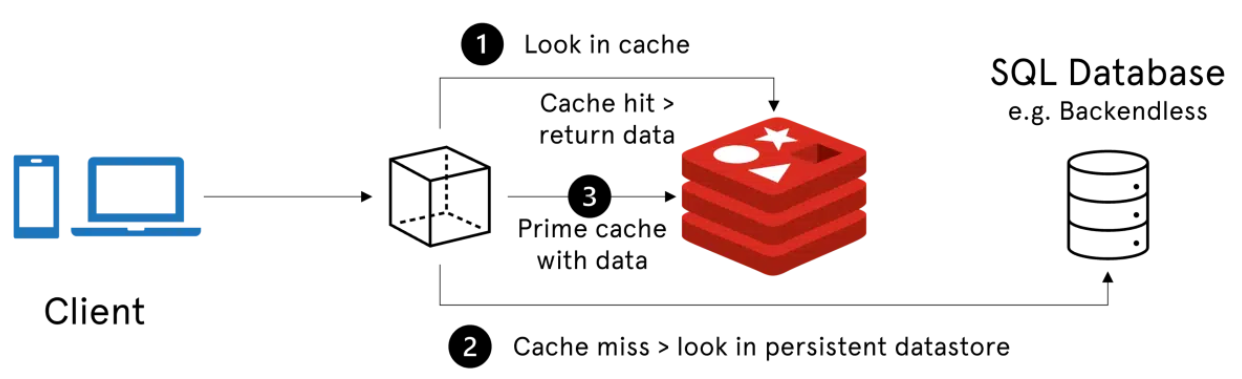 1 Look in cache
Cache hit >
return data
SQL Database
e.g. Backendless
3
Prime cache
with data
Client
2 Cache miss > look in persistent datastore